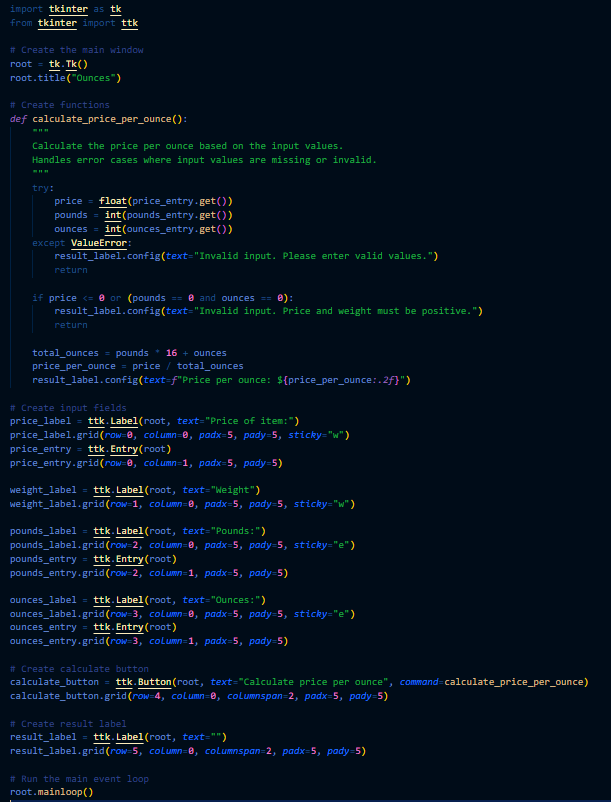 import tkinter as tk
from tkinter import ttk

# Create the main window
root = tk.Tk()
root.title("Ounces")

# Create functions
def calculate_price_per_ounce():
    """
    Calculate the price per ounce based on the input values.
    Handles error cases where input values are missing or invalid.
    """
    try:
        price = float(price_entry.get())
        pounds = int(pounds_entry.get())
        ounces = int(ounces_entry.get())
    except ValueError:
        result_label.config(text="Invalid input. Please enter valid values.")
        return

    if price <= 0 or (pounds == 0 and ounces == 0):
        result_label.config(text="Invalid input. Price and weight must be positive.")
        return

    total_ounces = pounds * 16 + ounces
    price_per_ounce = price / total_ounces
    result_label.config(text=f"Price per ounce: ${price_per_ounce:.2f}")

# Create input fields
price_label = ttk.Label(root, text="Price of item:")
price_label.grid(row=0, column=0, padx=5, pady=5, sticky="w")
price_entry = ttk.Entry(root)
price_entry.grid(row=0, column=1, padx=5, pady=5)

weight_label = ttk.Label(root, text="Weight")
weight_label.grid(row=1, column=0, padx=5, pady=5, sticky="w")

pounds_label = ttk.Label(root, text="Pounds:")
pounds_label.grid(row=2, column=0, padx=5, pady=5, sticky="e")
pounds_entry = ttk.Entry(root)
pounds_entry.grid(row=2, column=1, padx=5, pady=5)

ounces_label = ttk.Label(root, text="Ounces:")
ounces_label.grid(row=3, column=0, padx=5, pady=5, sticky="e")
ounces_entry = ttk.Entry(root)
ounces_entry.grid(row=3, column=1, padx=5, pady=5)

# Create calculate button
calculate_button = ttk.Button(root, text="Calculate price per ounce", command=calculate_price_per_ounce)
calculate_button.grid(row=4, column=0, columnspan=2, padx=5, pady=5)

# Create result label
result_label = ttk.Label(root, text="")
result_label.grid(row=5, column=0, columnspan=2, padx=5, pady=5)

# Run the main event loop
root.mainloop()